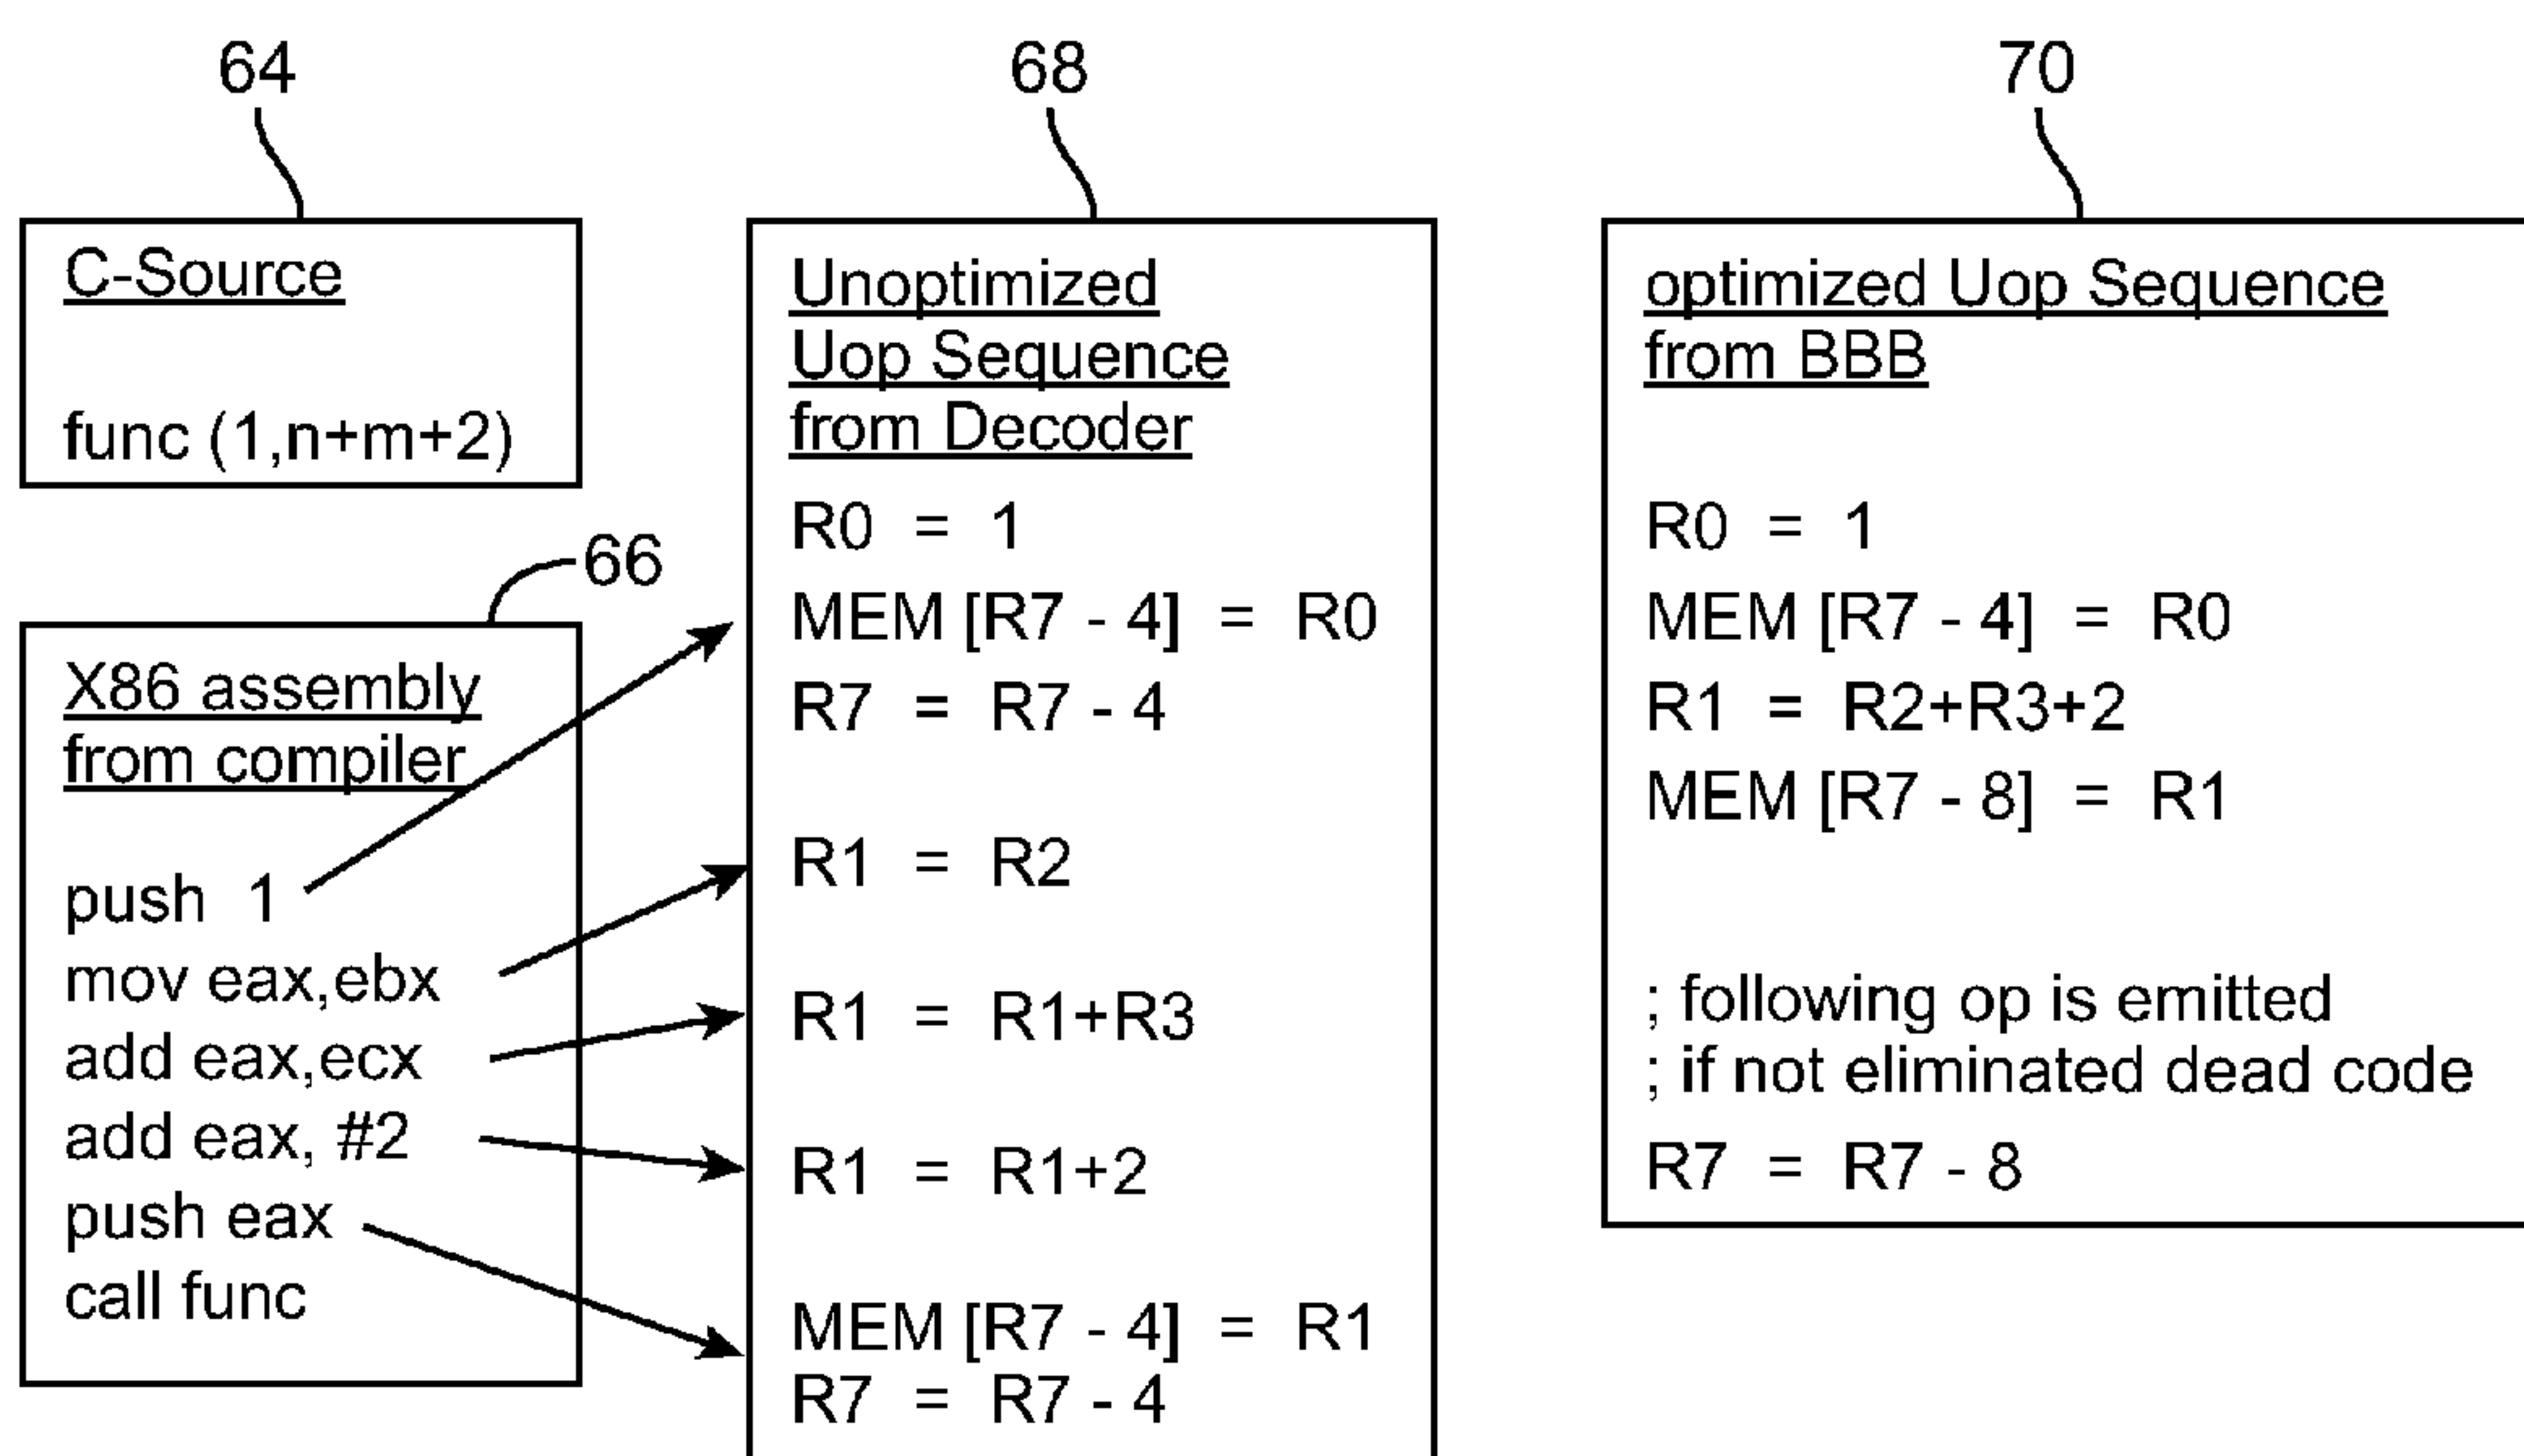 64
C-Source
func (1,n+m+2)
66
X86 assembly
from compiler
push 1
mov eax,ebx
add eax,ecx
add eax, #2
push eax
call func
68
Unoptimized
Uop Sequence
from Decoder
R0 = 1
MEM [R7 - 4] = R0
R7 = R7 - 4
R1 = R2
R1 = R1+R3
R1 = R1+2
MEM [R7 - 4] = R1
R7 = R7 - 4
70
optimized Uop Sequence
from BBB
R0 = 1
MEM [R7 - 4] = R0
R1 = R2+R3+2
MEM [R7 - 8] = R1
; following op is emitted
; if not eliminated dead code
R7 = R7 - 8